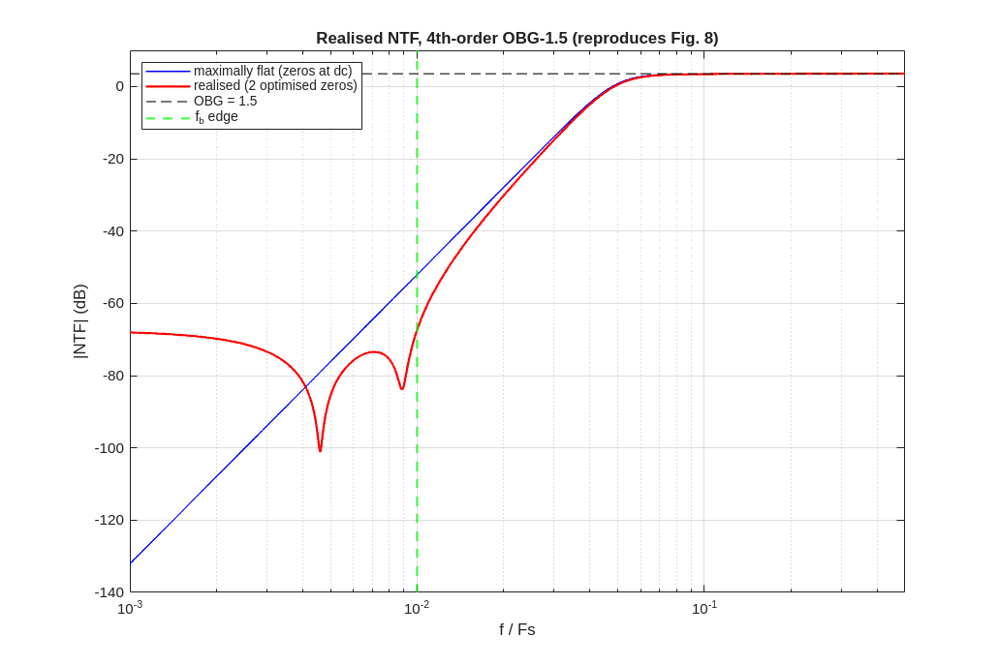 Realised NTF, 4th-order OBG-1.5 (reproduces Fig. 8)
maximally flat (zeros at dc)
realised (2 optimised zeros)
OBG = 1.5
f_b edge
|NTF| (dB)
0
-20
-40
-60
-80
-100
-120
-140
10^-3
10^-2
10^-1
f / Fs